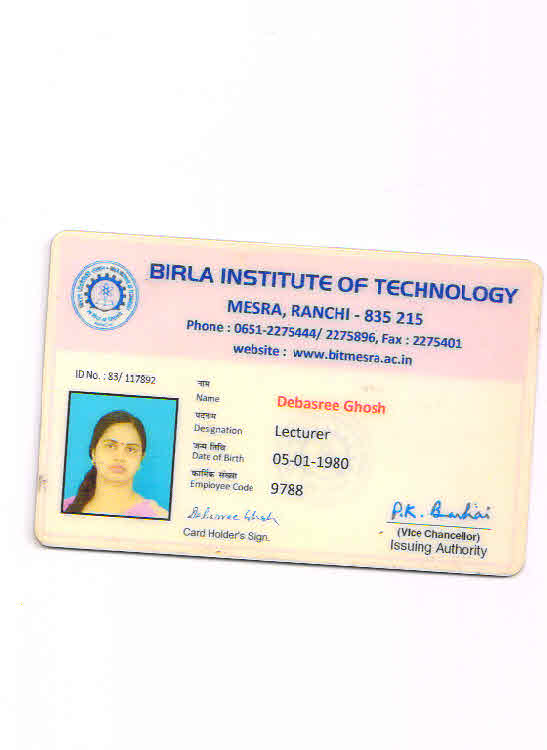 BIRLA INSTITUTE OF TECHNOLOGY
MESRA, RANCHI - 835 215
Phone : 0651-2275444/ 2275896, Fax : 2275401
website : www.bitmesra.ac.in
ID No. : 83/ 117892
नाम
Name
Debasree Ghosh
पदनाम
Designation
Lecturer
जन्म तिथि
Date of Birth
05-01-1980
कार्मिक संख्या
Employee Code
9788
Debasree Ghosh
Card Holder's Sign.
P.K. Barhai
(Vice Chancellor)
Issuing Authority